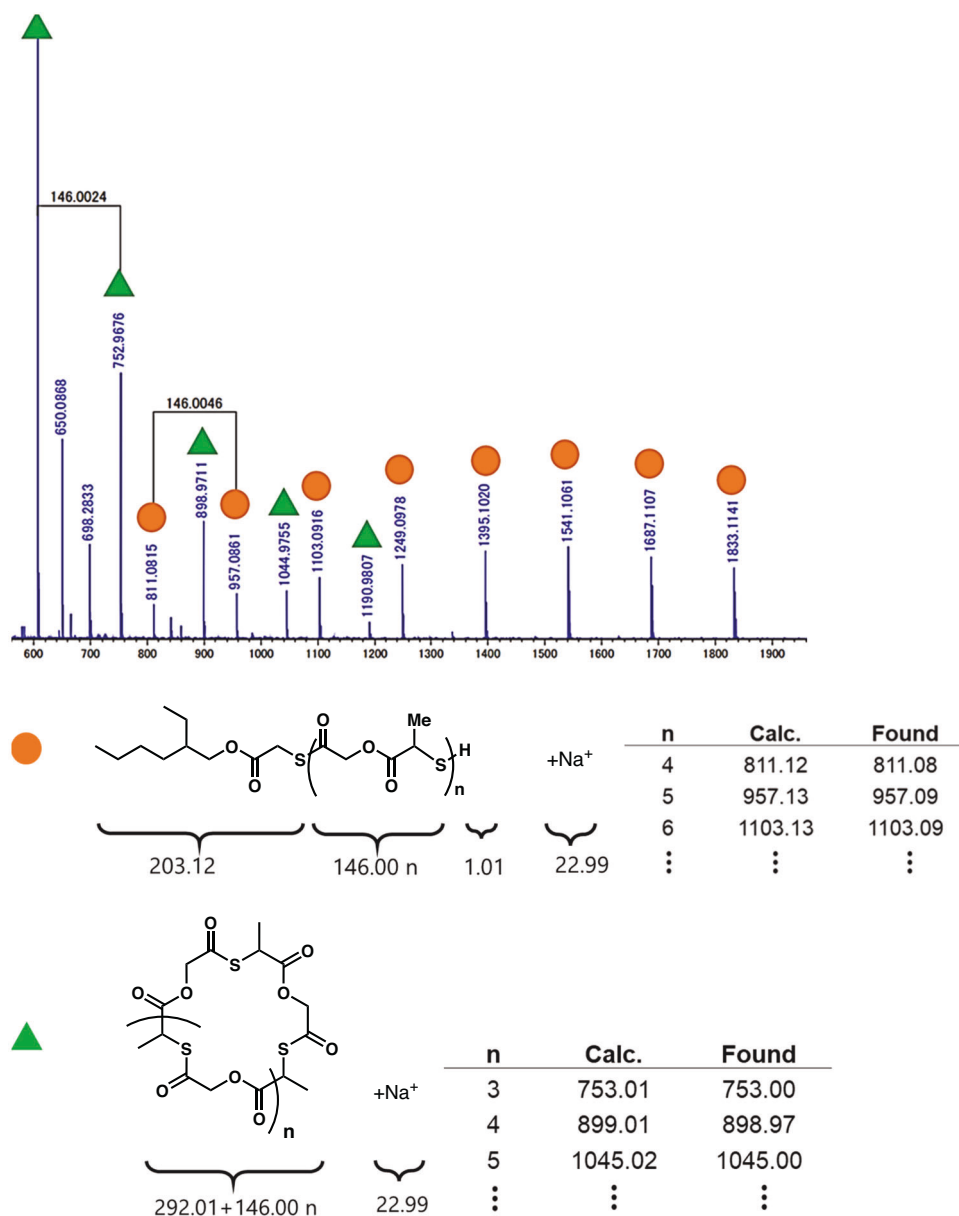 146.0024
752.9676
650.0868
146.0046
698.2833
898.9711
811.0815
957.0861
1044.9755
1103.0916
1190.9807
1249.0978
1395.1020
1541.1061
1687.1107
1833.1141
600 700 800 900 1000 1100 1200 1300 1400 1500 1600 1700 1800 1900
O Me
O O S H
O S O n
+Na⁺
203.12 146.00 n 1.01 22.99
n Calc. Found
4 811.12 811.08
5 957.13 957.09
6 1103.13 1103.09
⋮ ⋮ ⋮
O
S O
O O O
S S O
O O
O n
+Na⁺
292.01+146.00 n 22.99
n Calc. Found
3 753.01 753.00
4 899.01 898.97
5 1045.02 1045.00
⋮ ⋮ ⋮